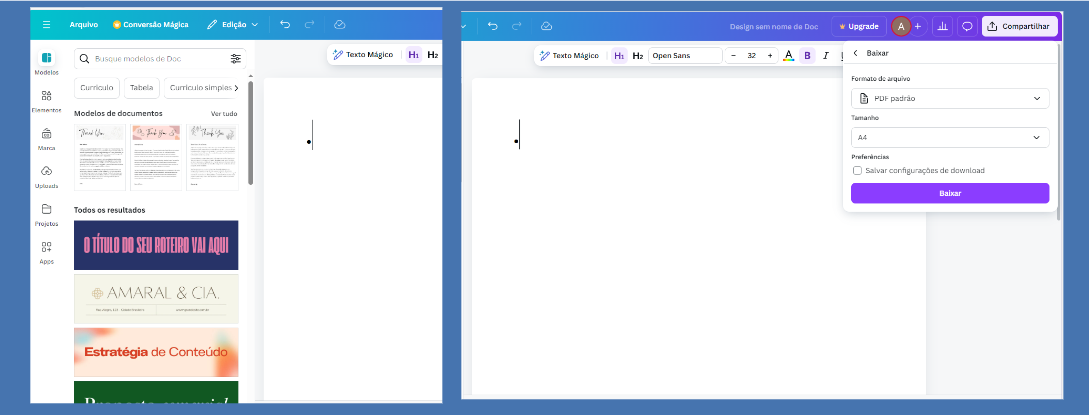 Arquivo
Conversão Mágica
Edição
Texto Mágico
H1
H2
Modelos
Elementos
Marca
Uploads
Projetos
Apps
Busque modelos de Doc
Currículo
Tabela
Currículo simples
Modelos de documentos
Ver tudo
Thank You
Thank You
Thank You
Todos os resultados
O TÍTULO DO SEU ROTEIRO VAI AQUI
AMARAL & CIA.
Estratégia de Conteúdo
Design sem nome de Doc
Upgrade
A
+
Compartilhar
Texto Mágico
H1
H2
Open Sans
– 32 +
A
B
I
Baixar
Formato de arquivo
PDF padrão
Tamanho
A4
Preferências
Salvar configurações de download
Baixar